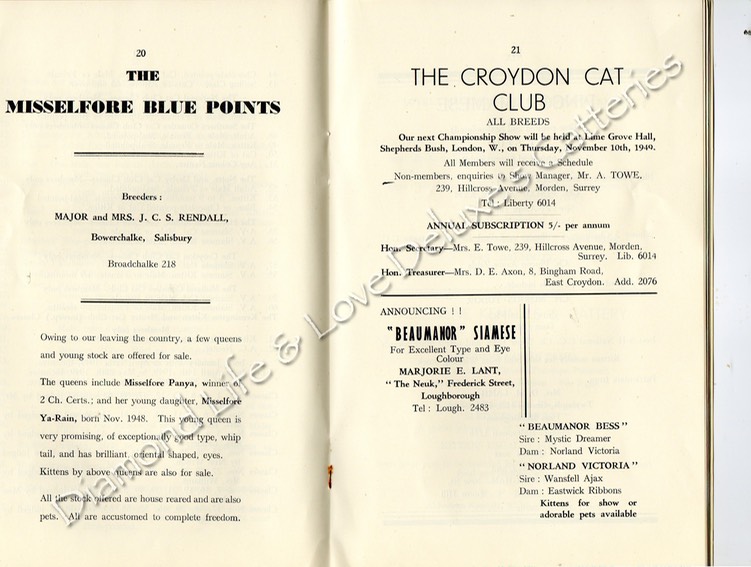 20
THE
MISSELFORE BLUE POINTS
Breeders :
MAJOR and MRS. J. C. S. RENDALL,
Bowerchalke, Salisbury
Broadchalke 218
Owing to our leaving the country, a few queens
and young stock are offered for sale.
The queens include Misselfore Panya, winner of
2 Ch. Certs.; and her young daughter, Misselfore
Ya-Rain, born Nov. 1948. This young queen is
very promising, of exceptionally good type, whip
tail, and has brilliant, oriental shaped, eyes.
Kittens by above queens are also for sale.
All the stock offered are house reared and are also
pets. All are accustomed to complete freedom.
21
THE CROYDON CAT
CLUB
ALL BREEDS
Our next Championship Show will be held at Lime Grove Hall,
Shepherds Bush, London, W., on Thursday, November 10th, 1949.
All Members will receive a Schedule
Non-members, enquiries to Show Manager, Mr. A. TOWE,
239, Hillcross Avenue, Morden, Surrey
Tel : Liberty 6014
ANNUAL SUBSCRIPTION 5/- per annum
Hon. Secretary—Mrs. E. Towe, 239, Hillcross Avenue, Morden,
Surrey. Lib. 6014
Hon. Treasurer—Mrs. D. E. Axon, 8, Bingham Road,
East Croydon. Add. 2076
ANNOUNCING ! !
"BEAUMANOR" SIAMESE
For Excellent Type and Eye
Colour
MARJORIE E. LANT,
"The Neuk," Frederick Street,
Loughborough
Tel : Lough. 2483
"BEAUMANOR BESS"
Sire : Mystic Dreamer
Dam : Norland Victoria
"NORLAND VICTORIA"
Sire : Wansfell Ajax
Dam : Eastwick Ribbons
Kittens for show or
adorable pets available
Diamond Life & Love Deluxe's Catteries